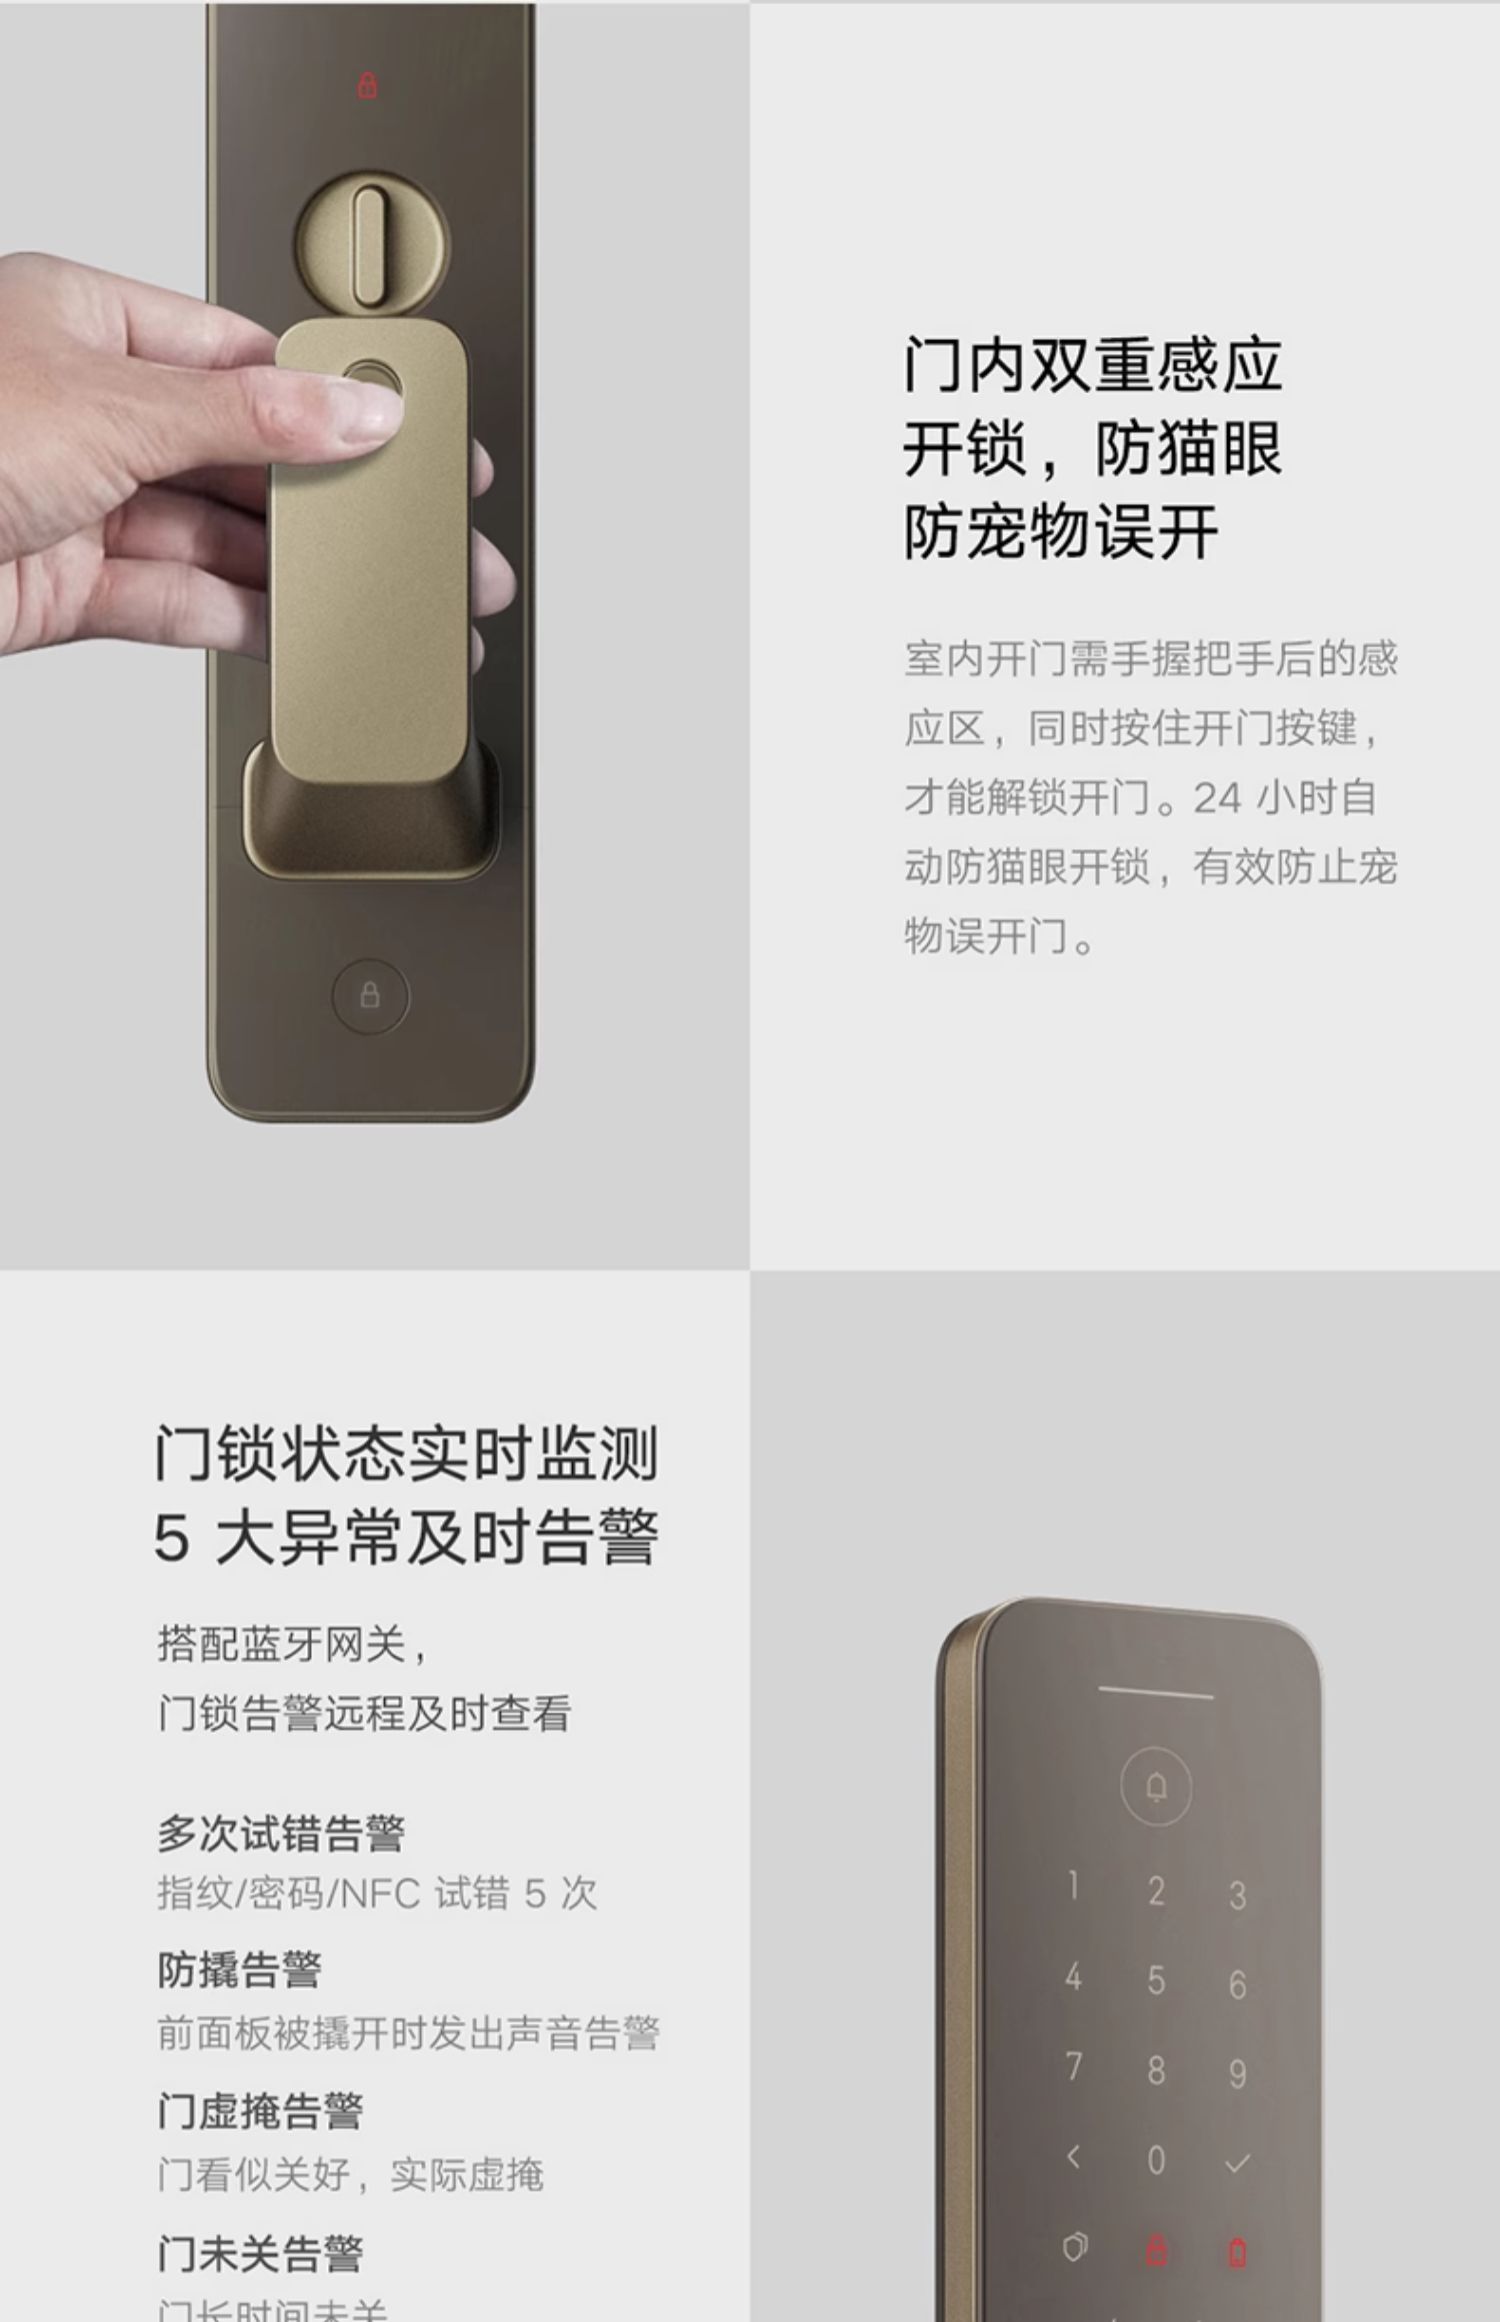 门内双重感应
开锁，防猫眼
防宠物误开
室内开门需手握把手后的感
应区，同时按住开门按键，
才能解锁开门。24 小时自
动防猫眼开锁，有效防止宠
物误开门。
门锁状态实时监测
5 大异常及时告警
搭配蓝牙网关，
门锁告警远程及时查看
多次试错告警
指纹/密码/NFC 试错 5 次
防撬告警
前面板被撬开时发出声音告警
门虚掩告警
门看似关好，实际虚掩
门未关告警
门长时间未关
1 2 3
4 5 6
7 8 9
0